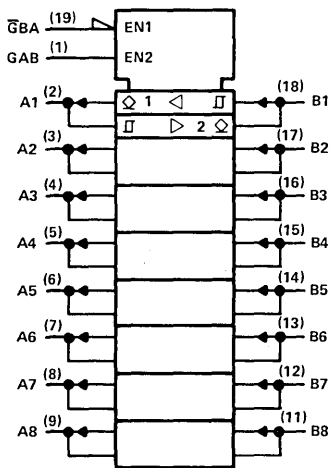 G̅BA (19) EN1
GAB (1) EN2
A1 (2) 1 (18) B1
2
A2 (3) (17) B2
A3 (4) (16) B3
A4 (5) (15) B4
A5 (6) (14) B5
A6 (7) (13) B6
A7 (8) (12) B7
A8 (9) (11) B8